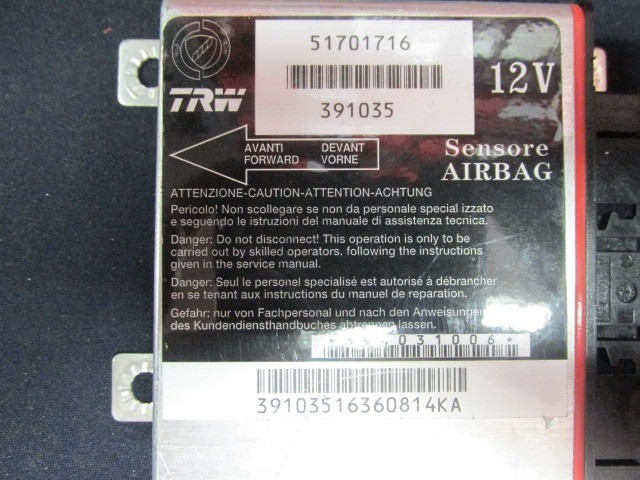 51701716
12V
TRW
391035
AVANTI DEVANT
FORWARD VORNE
Sensore
AIRBAG
ATTENZIONE-CAUTION-ATTENTION-ACHTUNG
Pericolo! Non scollegare se non da personale special izzato
e seguendo le istruzioni del manuale di assistenza tecnica.
Danger: Do not disconnect! This operation is only to be
carried out by skilled operators, following the instructions
given in the service manual.
Danger: Seul le personel specialisé est autorisé à débrancher
en se tenant aux instructions du manuel de reparation.
Gefahr: nur von Fachpersonal und nach den Anweisungen
des Kundendiensthandbuches abtrennen lassen.
031006*
39103516360814KA